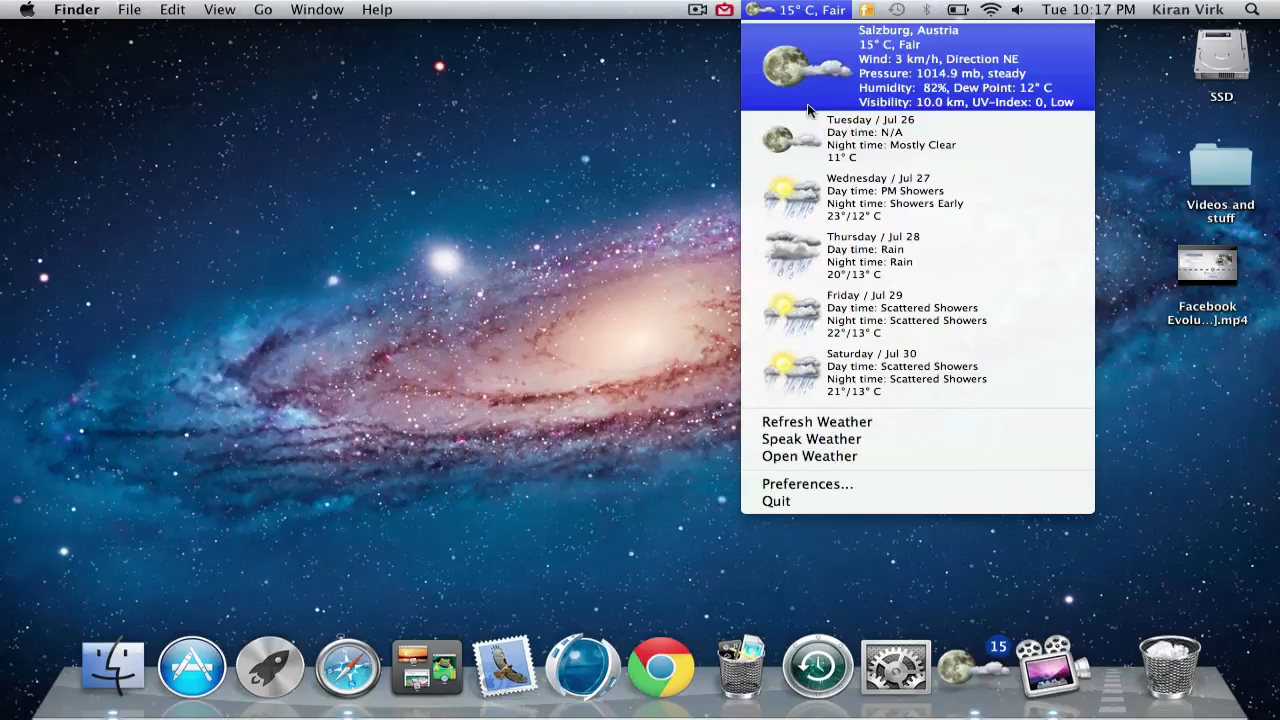 Finder File Edit View Go Window Help 15° C, Fair Tue 10:17 PM Kiran Virk
Salzburg, Austria
15° C, Fair
Wind: 3 km/h, Direction NE
Pressure: 1014.9 mb, steady
Humidity: 82%, Dew Point: 12° C
Visibility: 10.0 km, UV-Index: 0, Low
Tuesday / Jul 26
Day time: N/A
Night time: Mostly Clear
11° C
Wednesday / Jul 27
Day time: PM Showers
Night time: Showers Early
23°/12° C
Thursday / Jul 28
Day time: Rain
Night time: Rain
20°/13° C
Friday / Jul 29
Day time: Scattered Showers
Night time: Scattered Showers
22°/13° C
Saturday / Jul 30
Day time: Scattered Showers
Night time: Scattered Showers
21°/13° C
Refresh Weather
Speak Weather
Open Weather
Preferences...
Quit
SSD
Videos and
stuff
Facebook
Evolu...].mp4
15